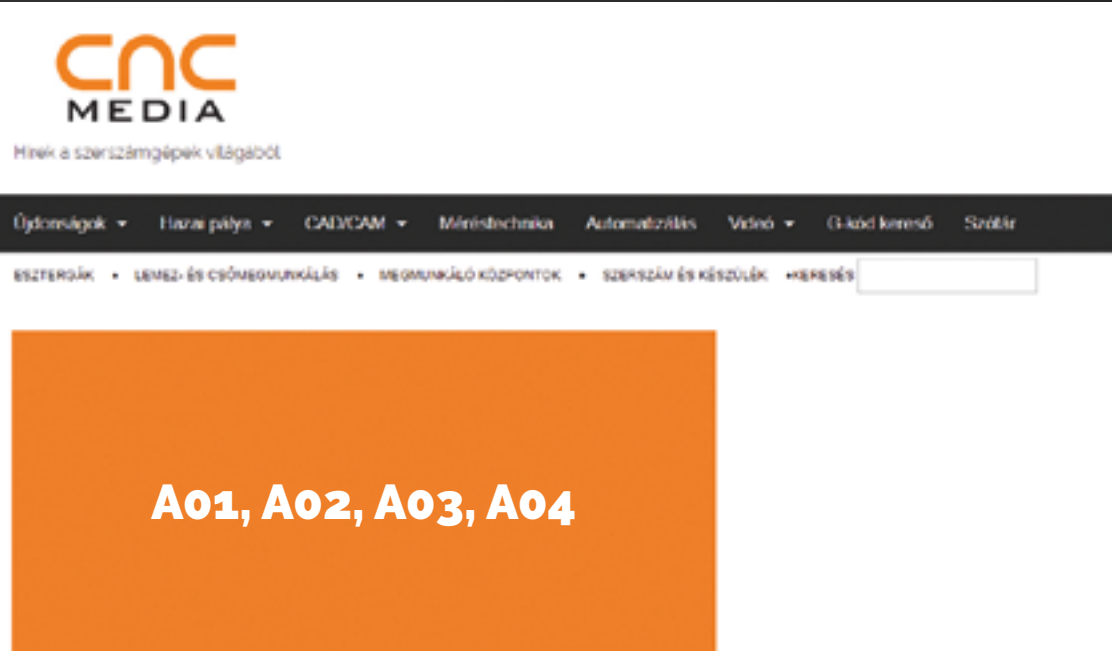 CNC
MEDIA
Hírek a szerszámgépek világából
Újdonságok Hazai pálya CAD/CAM Méréstechnika Automatizálás Videó G-kód kereső Szótár
ESZTERGÁK • LEMEZ- ÉS CSŐMEGMUNKÁLÁS • MEGMUNKÁLÓ KÖZPONTOK • SZERSZÁM ÉS KÉSZÜLÉK •KERESÉS
A01, A02, A03, A04